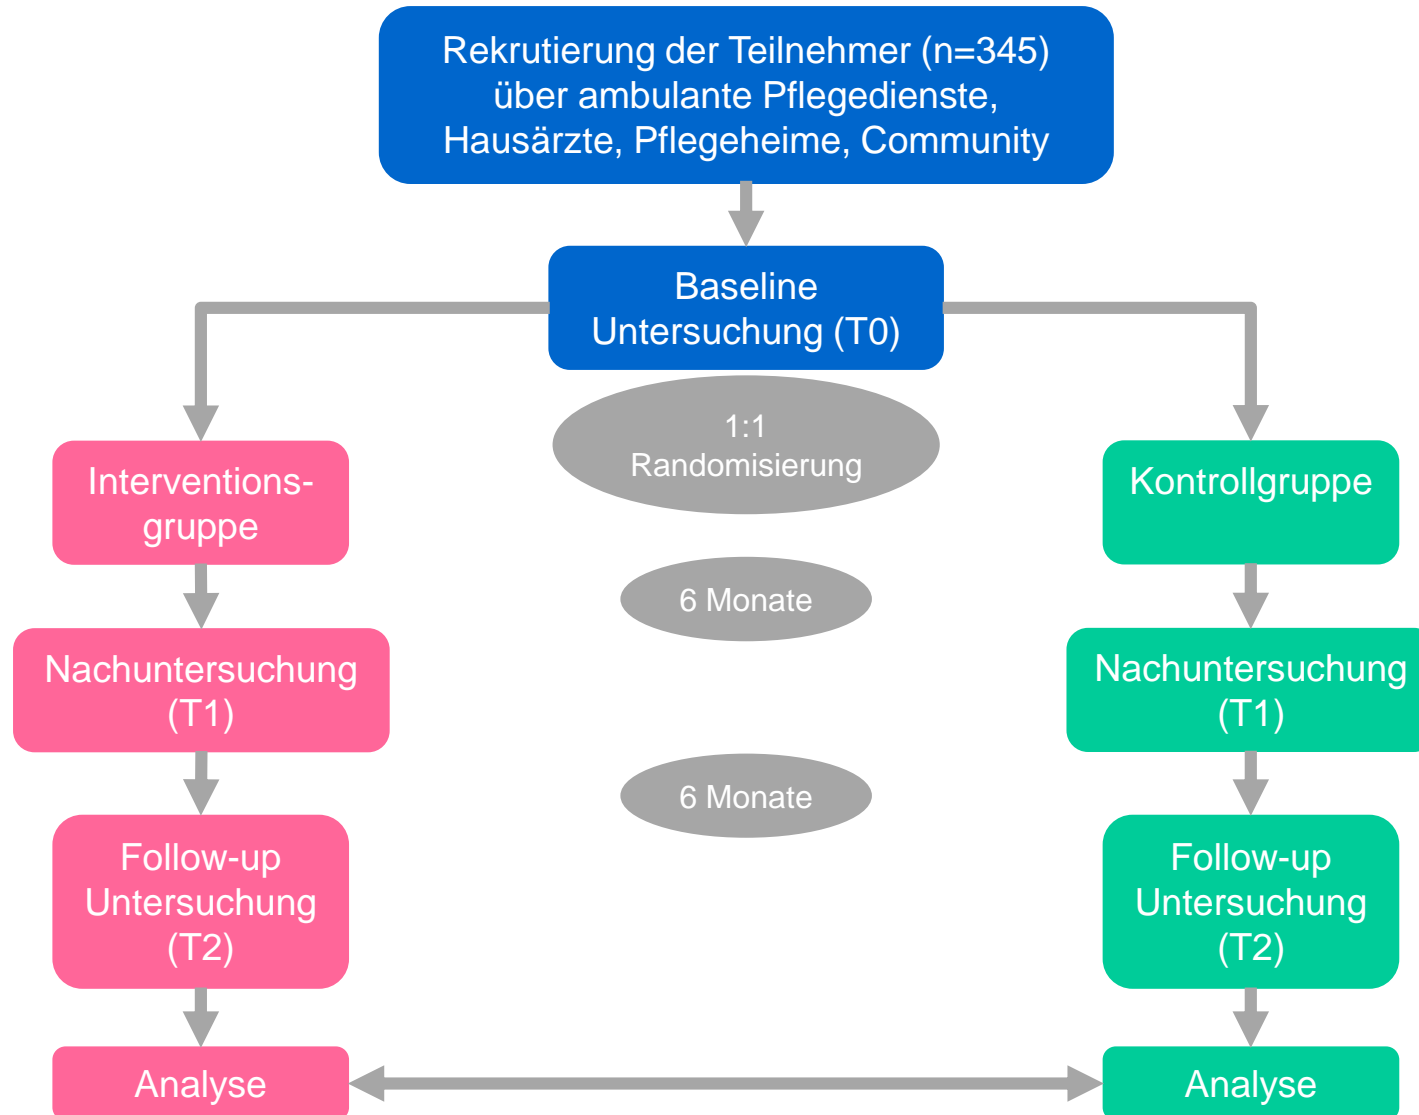 Rekrutierung der Teilnehmer (n=345)
über ambulante Pflegedienste,
Hausärzte, Pflegeheime, Community
Baseline
Untersuchung (T0)
1:1
Randomisierung
Interventions-
gruppe
Kontrollgruppe
6 Monate
Nachuntersuchung
(T1)
Nachuntersuchung
(T1)
6 Monate
Follow-up
Untersuchung
(T2)
Follow-up
Untersuchung
(T2)
Analyse
Analyse